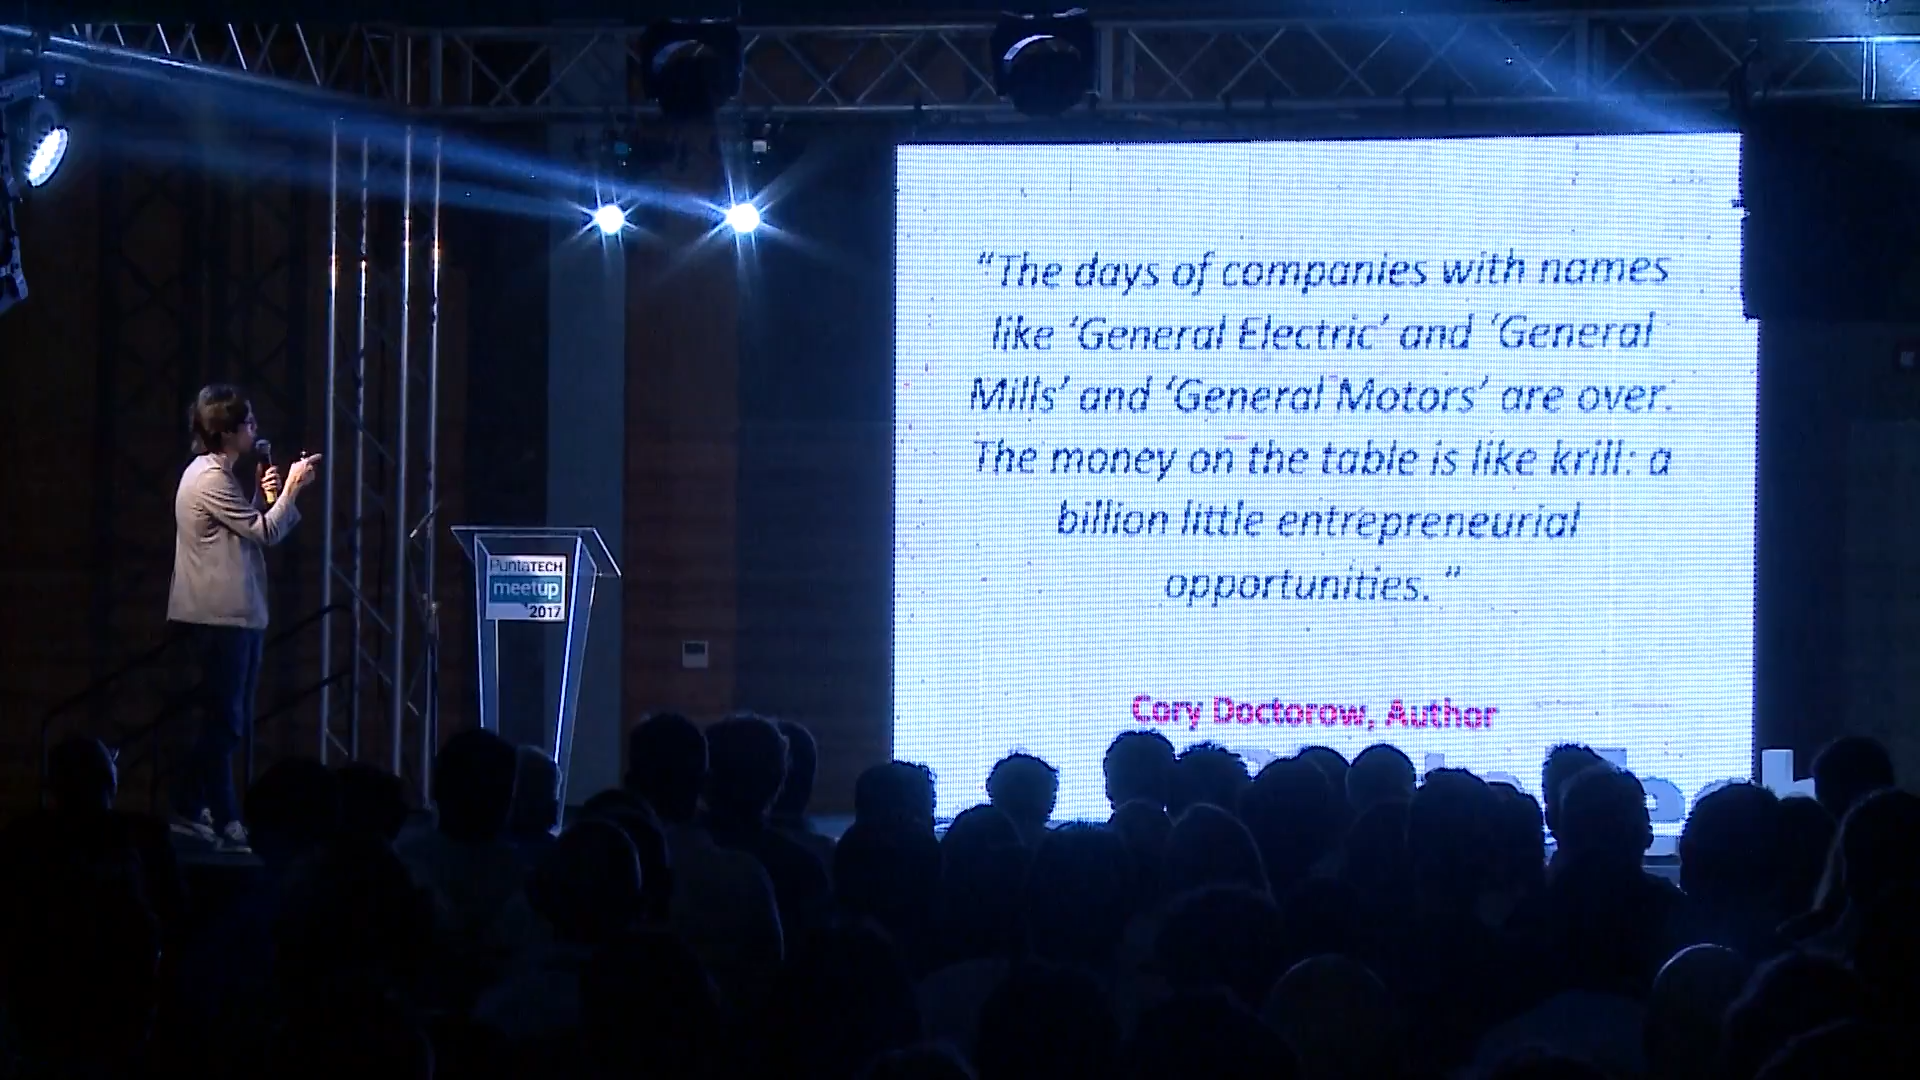 “The days of companies with names
like ‘General Electric’ and ‘General
Mills’ and ‘General Motors’ are over.
The money on the table is like krill: a
billion little entrepreneurial
opportunities. “
Cory Doctorow, Author
PuntaTECH
meetup
2017